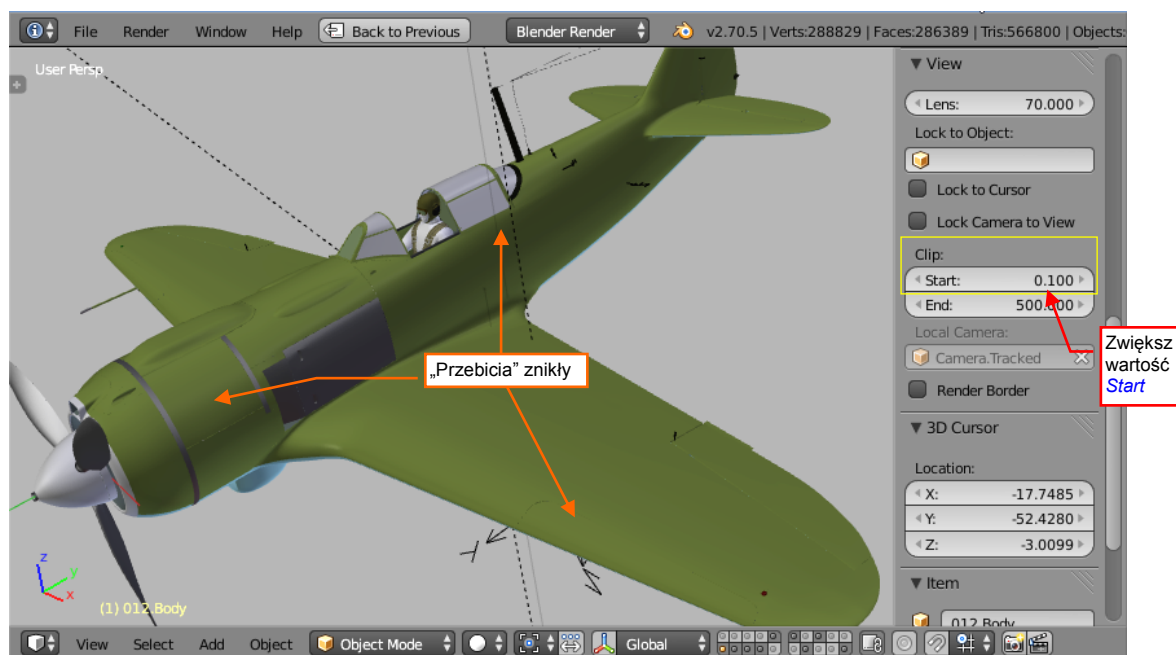 File Render Window Help Back to Previous Blender Render v2.70.5 | Verts:288829 | Faces:286389 | Tris:566800 | Objects:
User Persp
View
Lens: 70.000
Lock to Object:
Lock to Cursor
Lock Camera to View
Clip:
Start: 0.100
End: 500.000
Local Camera:
Camera.Tracked
Render Border
Zwiększ
wartość
Start
„Przebicia” znikły
3D Cursor
Location:
X: -17.7485
Y: -52.4280
Z: -3.0099
Item
012.Body
z
y
x
(1) 012.Body
View Select Add Object Object Mode Global